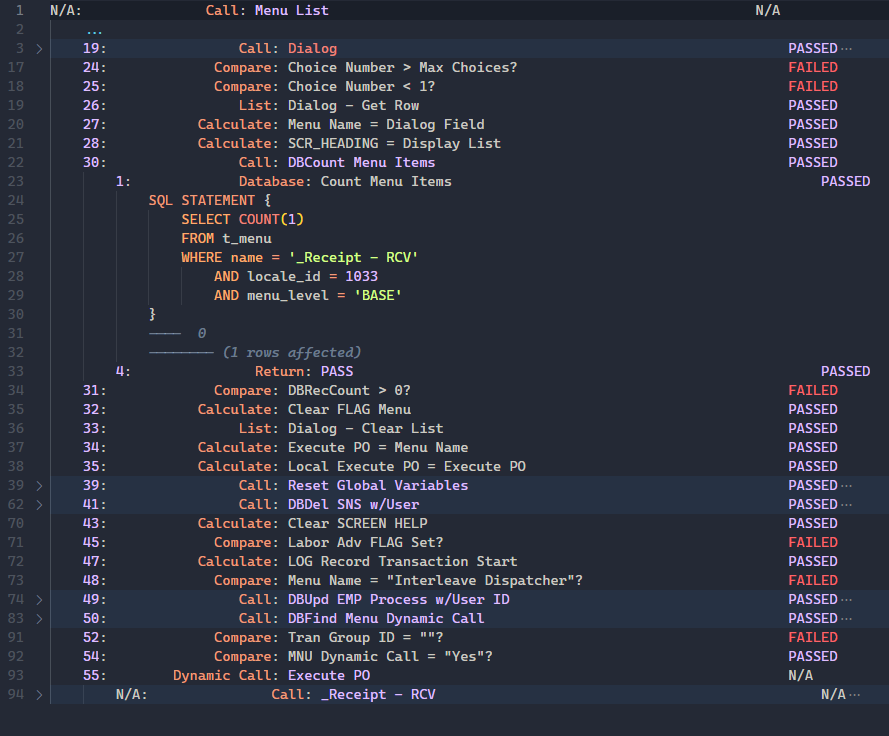 1 N/A: Call: Menu List N/A
2 ...
3 > 19: Call: Dialog PASSED ...
17 24: Compare: Choice Number > Max Choices? FAILED
18 25: Compare: Choice Number < 1? FAILED
19 26: List: Dialog - Get Row PASSED
20 27: Calculate: Menu Name = Dialog Field PASSED
21 28: Calculate: SCR_HEADING = Display List PASSED
22 30: Call: DBCount Menu Items PASSED
23 1: Database: Count Menu Items PASSED
24 SQL STATEMENT {
25 SELECT COUNT(1)
26 FROM t_menu
27 WHERE name = '_Receipt - RCV'
28 AND locale_id = 1033
29 AND menu_level = 'BASE'
30 }
31 ---- 0
32 -------- (1 rows affected)
33 4: Return: PASS PASSED
34 31: Compare: DBRecCount > 0? FAILED
35 32: Calculate: Clear FLAG Menu PASSED
36 33: List: Dialog - Clear List PASSED
37 34: Calculate: Execute PO = Menu Name PASSED
38 35: Calculate: Local Execute PO = Execute PO PASSED
39 > 39: Call: Reset Global Variables PASSED ...
62 > 41: Call: DBDel SNS w/User PASSED ...
70 43: Calculate: Clear SCREEN HELP PASSED
71 45: Compare: Labor Adv FLAG Set? FAILED
72 47: Calculate: LOG Record Transaction Start PASSED
73 48: Compare: Menu Name = "Interleave Dispatcher"? FAILED
74 > 49: Call: DBUpd EMP Process w/User ID PASSED ...
83 > 50: Call: DBFind Menu Dynamic Call PASSED ...
91 52: Compare: Tran Group ID = ""? FAILED
92 54: Compare: MNU Dynamic Call = "Yes"? PASSED
93 55: Dynamic Call: Execute PO N/A
94 > N/A: Call: _Receipt - RCV N/A ...